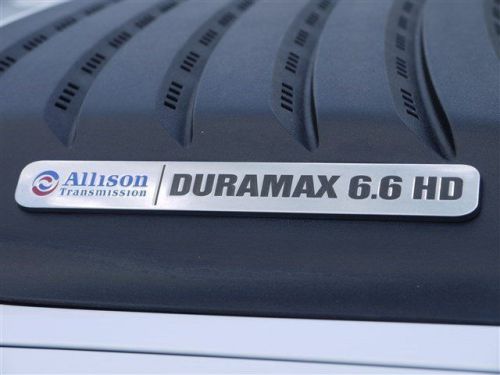 Allison
Transmission
DURAMAX 6.6 HD